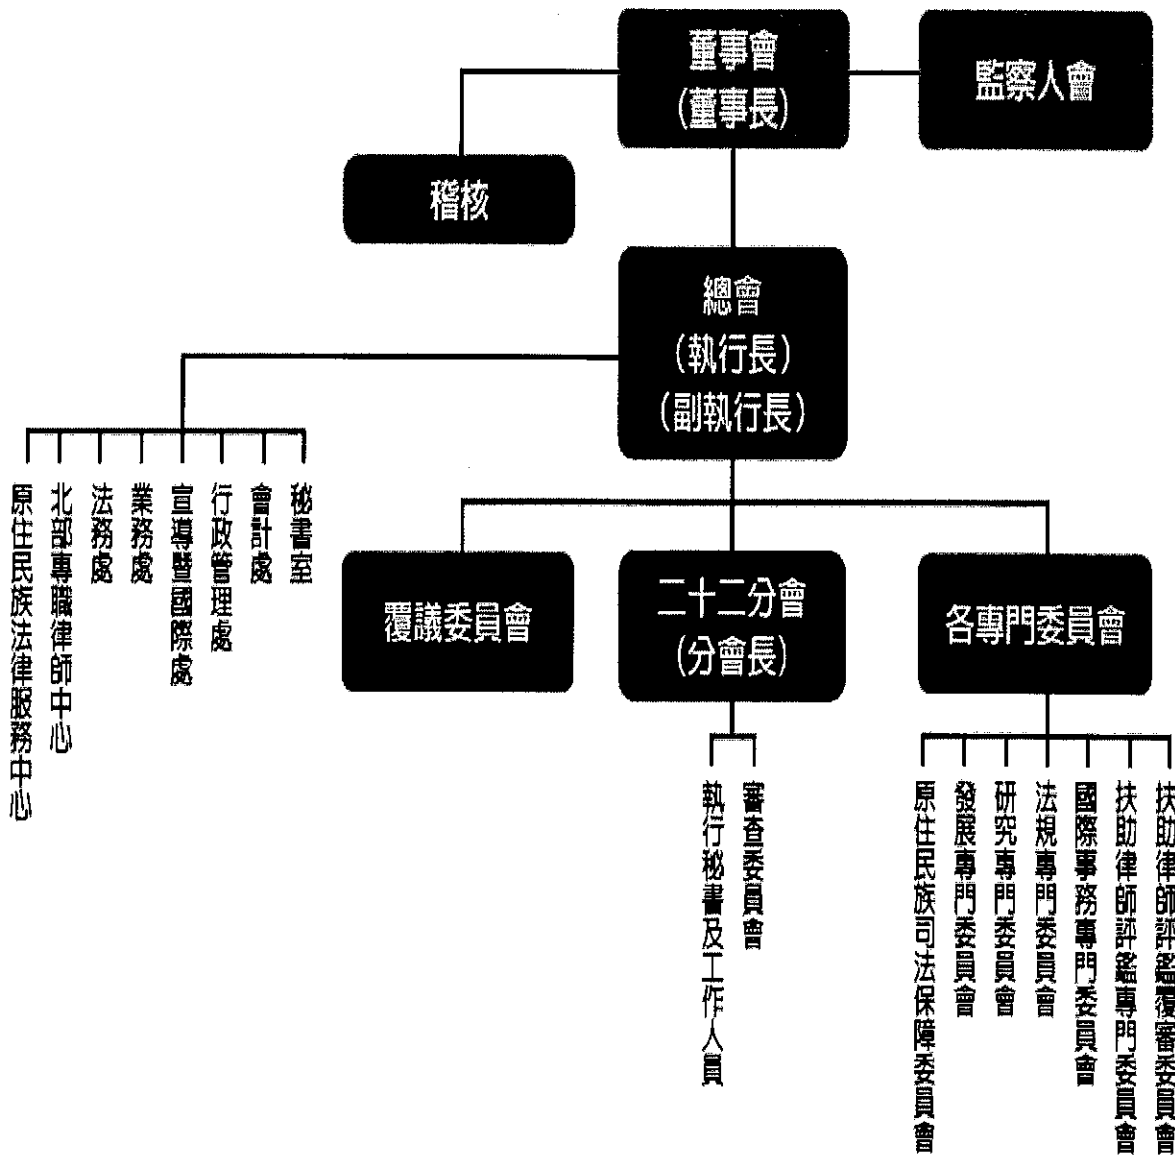 董事會
(董事長)
監察人會
稽核
總會
(執行長)
(副執行長)
秘書室
會計處
行政管理處
宣導暨國際處
業務處
法務處
北部專職律師中心
原住民族法律服務中心
覆議委員會
二十二分會
(分會長)
各專門委員會
審查委員會
執行秘書及工作人員
扶助律師評鑑覆審委員會
扶助律師評鑑專門委員會
國際事務專門委員會
法規專門委員會
研究專門委員會
發展專門委員會
原住民族司法保障委員會